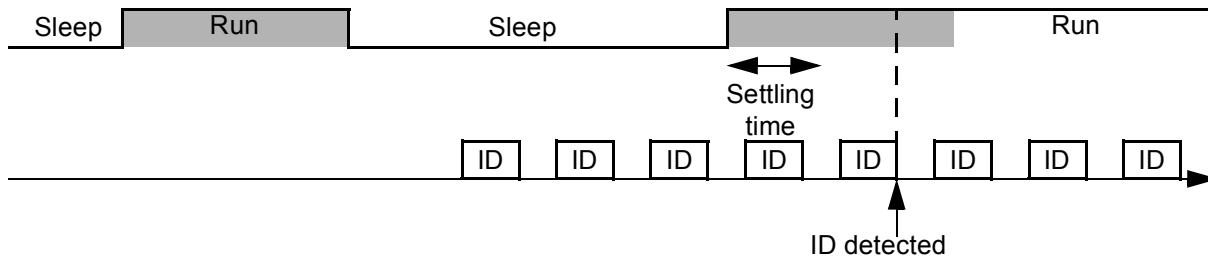 Sleep
Run
Sleep
Run
Settling
time
ID
ID
ID
ID
ID
ID
ID
ID
ID detected